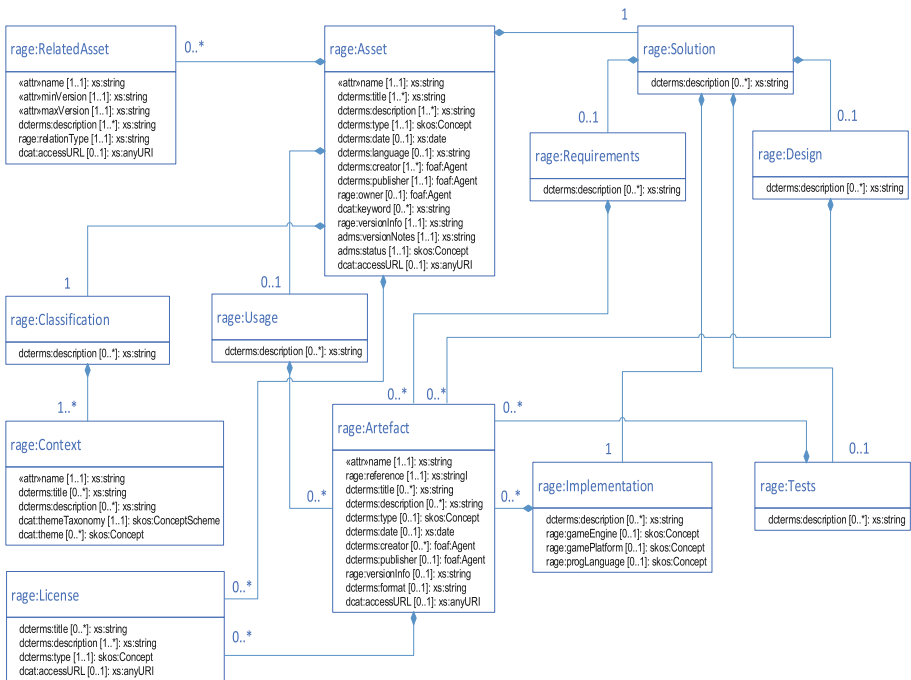 rage:RelatedAsset
«attr»name [1..1]: xs:string
«attr»minVersion [1..1]: xs:string
«attr»maxVersion [1..1]: xs:string
dcterms:description [1..*]: xs:string
rage:relationType [1..1]: xs:string
dcat:accessURL [0..1]: xs:anyURI
0..*
rage:Asset
«attr»name [1..1]: xs:string
dcterms:title [1..*]: xs:string
dcterms:description [1..*]: xs:string
dcterms:type [1..1]: skos:Concept
dcterms:date [0..1]: xs:date
dcterms:language [0..1]: xs:string
dcterms:creator [1..*]: foaf:Agent
dcterms:publisher [1..1]: foaf:Agent
rage:owner [0..1]: foaf:Agent
dcat:keyword [0..*]: xs:string
rage:versionInfo [1..1]: xs:string
adms:versionNotes [1..1]: xs:string
adms:status [1..1]: skos:Concept
dcat:accessURL [0..1]: xs:anyURI
1
rage:Solution
dcterms:description [0..*]: xs:string
0..1
0..1
rage:Requirements
dcterms:description [0..*]: xs:string
rage:Design
dcterms:description [0..*]: xs:string
1
0..1
rage:Classification
dcterms:description [0..*]: xs:string
rage:Usage
dcterms:description [0..*]: xs:string
1..*
0..*
0..*
0..*
rage:Context
«attr»name [1..1]: xs:string
dcterms:title [0..*]: xs:string
dcterms:description [0..*]: xs:string
dcat:themeTaxonomy [1..1]: skos:ConceptScheme
dcat:theme [0..*]: skos:Concept
0..*
rage:Artefact
«attr»name [1..1]: xs:string
rage:reference [1..1]: xs:stringl
dcterms:title [0..*]: xs:string
dcterms:description [0..*]: xs:string
dcterms:type [0..1]: skos:Concept
dcterms:date [0..1]: xs:date
dcterms:creator [0..*]: foaf:Agent
dcterms:publisher [0..1]: foaf:Agent
rage:versionInfo [0..1]: xs:string
dcterms:format [0..1]: xs:string
dcat:accessURL [0..1]: xs:anyURI
0..*
1
0..1
rage:Implementation
dcterms:description [0..*]: xs:string
rage:gameEngine [0..1]: skos:Concept
rage:gamePlatform [0..1]: skos:Concept
rage:progLanguage [0..1]: skos:Concept
rage:Tests
dcterms:description [0..*]: xs:string
0..*
0..*
rage:License
dcterms:title [0..*]: xs:string
dcterms:description [1..*]: xs:string
dcterms:type [1..1]: skos:Concept
dcat:accessURL [0..1]: xs:anyURI